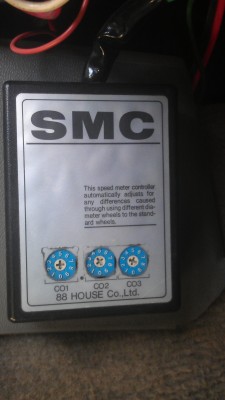 SMC
This speed meter controller
automatically adjusts for
any differences caused
through using different dia-
mater wheels to the stand-
ard wheels.
CO1 CO2 CO3
88 HOUSE Co.,Ltd.